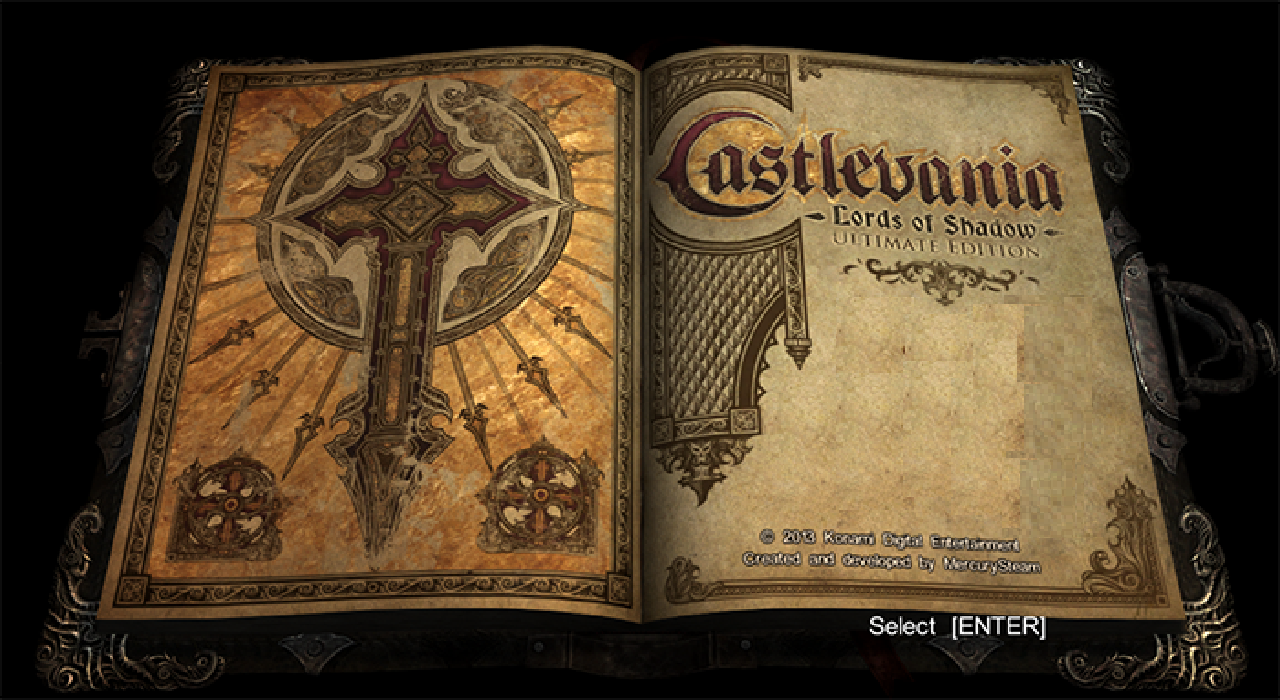 Castlevania
Lords of Shadow
ULTIMATE EDITION
© 2013 Konami Digital Entertainment
Created and developed by MercurySteam
Select [ENTER]